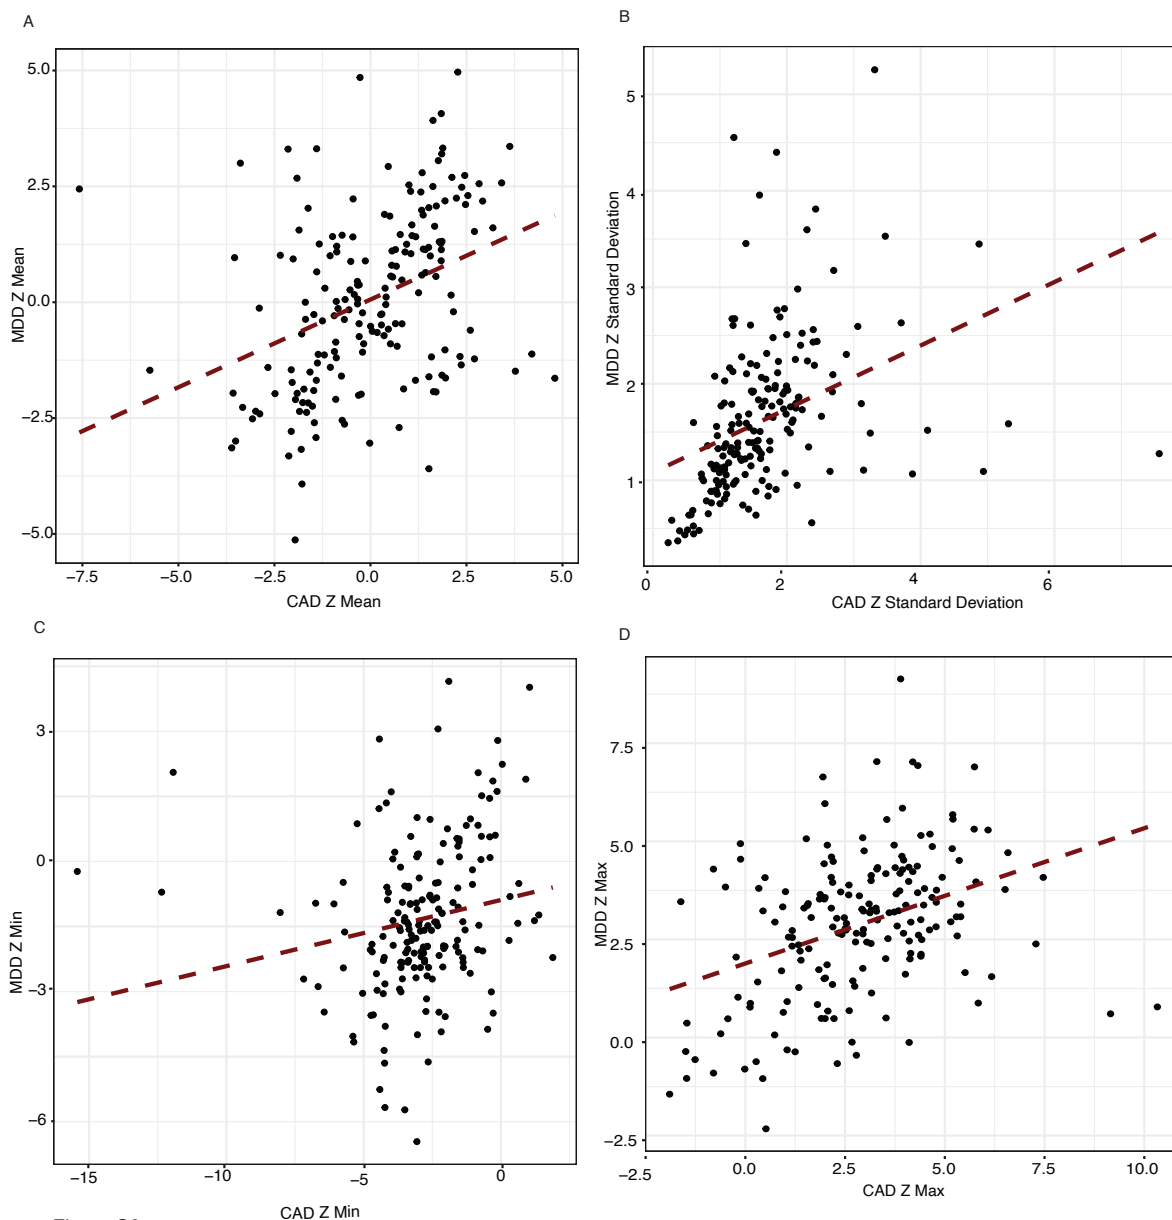 A
5.0
2.5
0.0
−2.5
−5.0
MDD Z Mean
−7.5 −5.0 −2.5 0.0 2.5 5.0
CAD Z Mean
B
5
4
3
2
1
MDD Z Standard Deviation
0 2 4 6
CAD Z Standard Deviation
C
3
0
−3
−6
MDD Z Min
−15 −10 −5 0
CAD Z Min
D
7.5
5.0
2.5
0.0
−2.5
MDD Z Max
−2.5 0.0 2.5 5.0 7.5 10.0
CAD Z Max